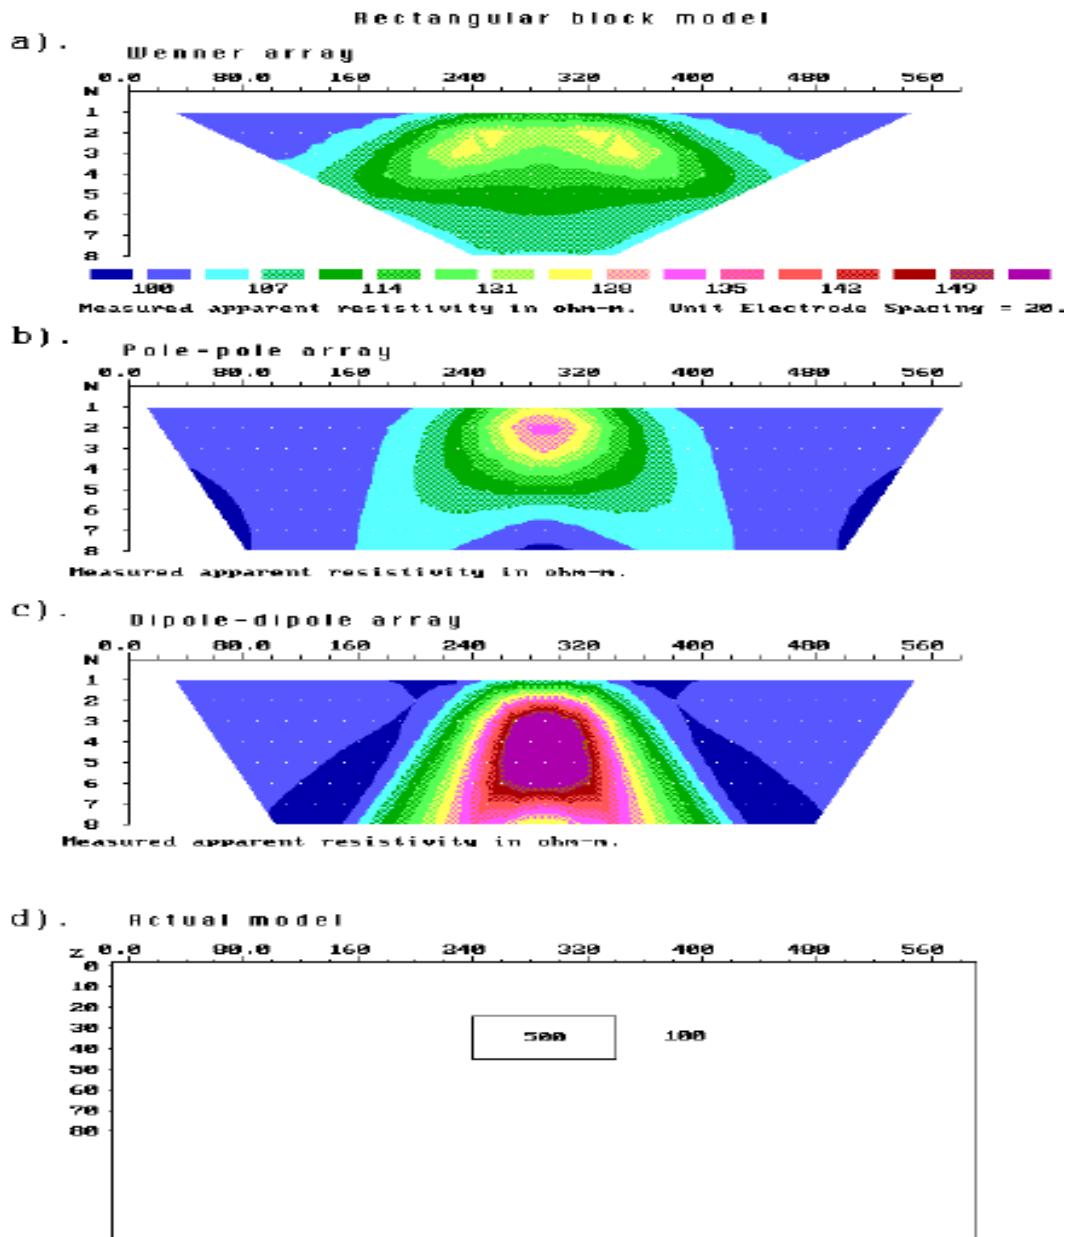 Rectangular block model
a).
Wenner array
0.0 80.0 160 240 320 400 480 560
N
1
2
3
4
5
6
7
8
100 107 114 121 128 135 142 149
Measured apparent resistivity in ohm-m. Unit Electrode Spacing = 20.
b).
Pole-pole array
0.0 80.0 160 240 320 400 480 560
N
1
2
3
4
5
6
7
8
Measured apparent resistivity in ohm-m.
c).
Dipole-dipole array
0.0 80.0 160 240 320 400 480 560
N
1
2
3
4
5
6
7
8
Measured apparent resistivity in ohm-m.
d).
Actual model
z 0.0 80.0 160 240 320 400 480 560
0
10
20
30
500 100
40
50
60
70
80